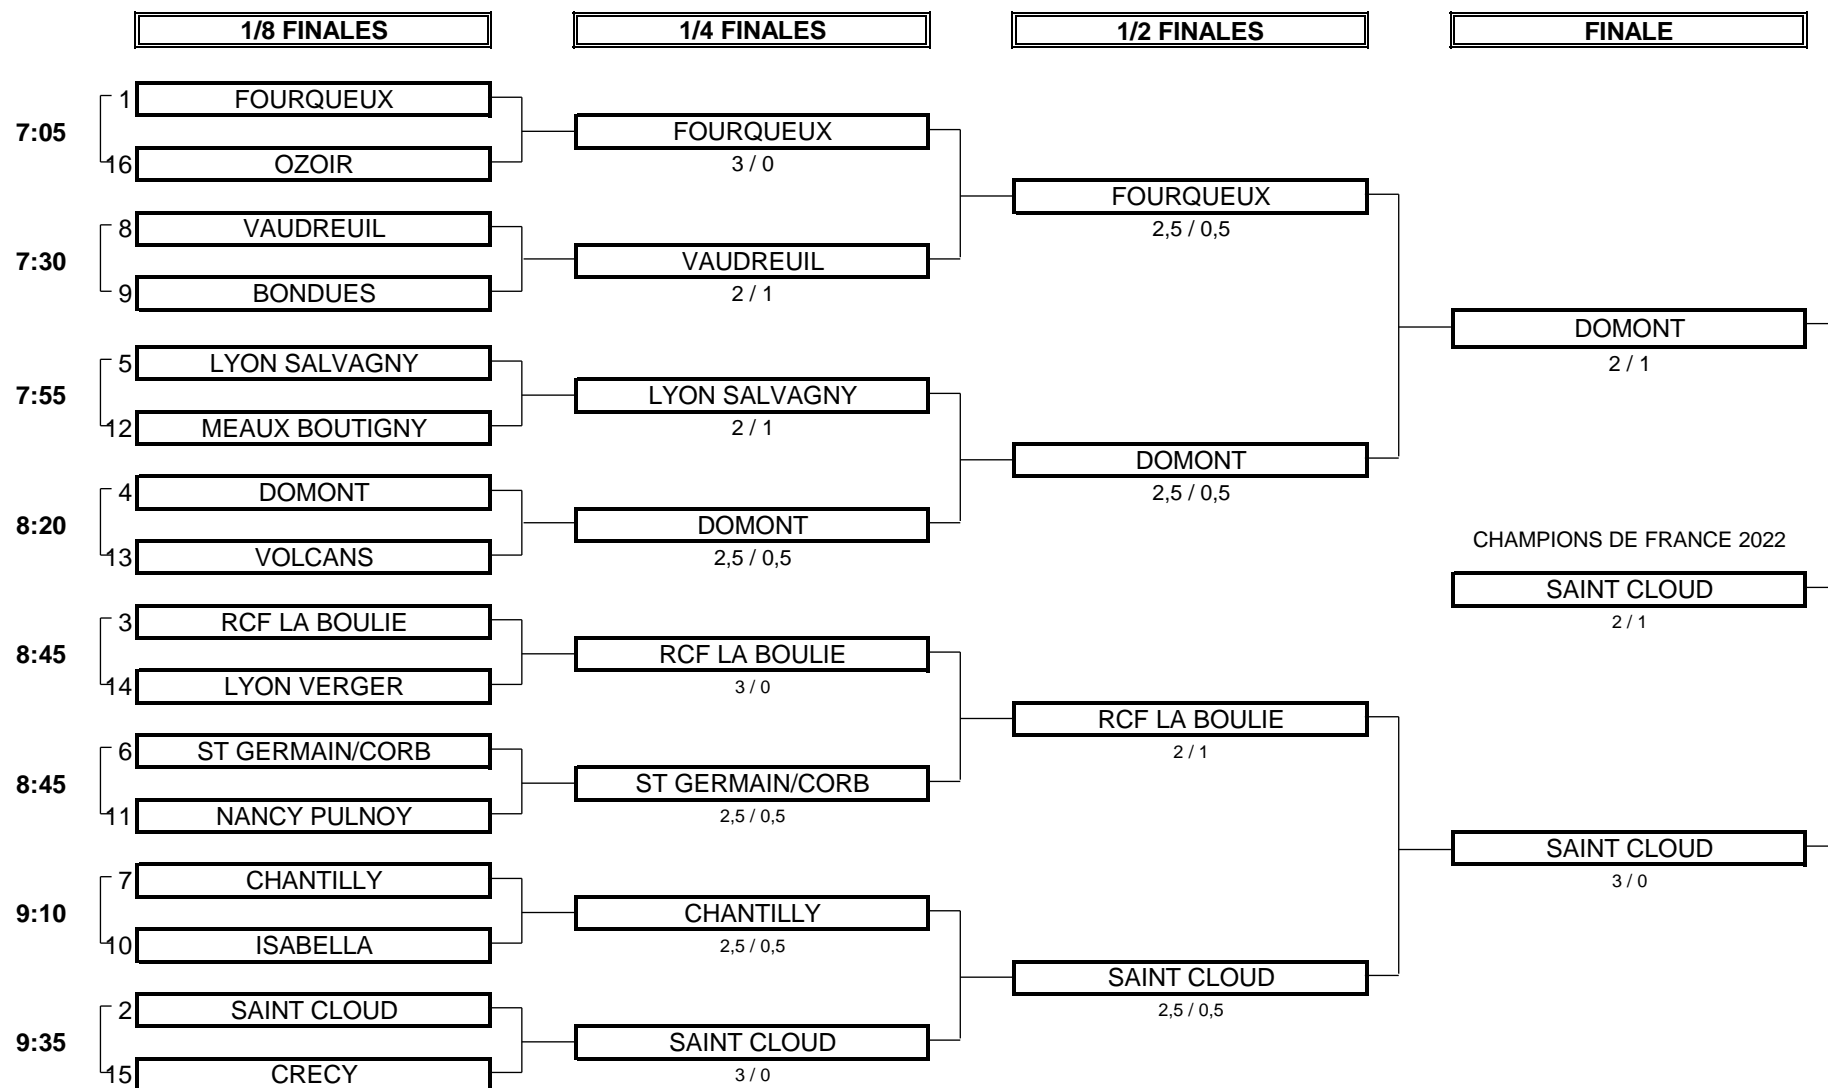 1/8 FINALES
1/4 FINALES
1/2 FINALES
FINALE
1 FOURQUEUX
7:05
16 OZOIR
FOURQUEUX
3 / 0
8 VAUDREUIL
7:30
9 BONDUES
VAUDREUIL
2 / 1
FOURQUEUX
2,5 / 0,5
5 LYON SALVAGNY
7:55
12 MEAUX BOUTIGNY
LYON SALVAGNY
2 / 1
4 DOMONT
8:20
13 VOLCANS
DOMONT
2,5 / 0,5
DOMONT
2,5 / 0,5
DOMONT
2 / 1
CHAMPIONS DE FRANCE 2022
SAINT CLOUD
2 / 1
3 RCF LA BOULIE
8:45
14 LYON VERGER
RCF LA BOULIE
3 / 0
6 ST GERMAIN/CORB
8:45
11 NANCY PULNOY
ST GERMAIN/CORB
2,5 / 0,5
RCF LA BOULIE
2 / 1
7 CHANTILLY
9:10
10 ISABELLA
CHANTILLY
2,5 / 0,5
2 SAINT CLOUD
9:35
15 CRECY
SAINT CLOUD
3 / 0
SAINT CLOUD
2,5 / 0,5
SAINT CLOUD
3 / 0